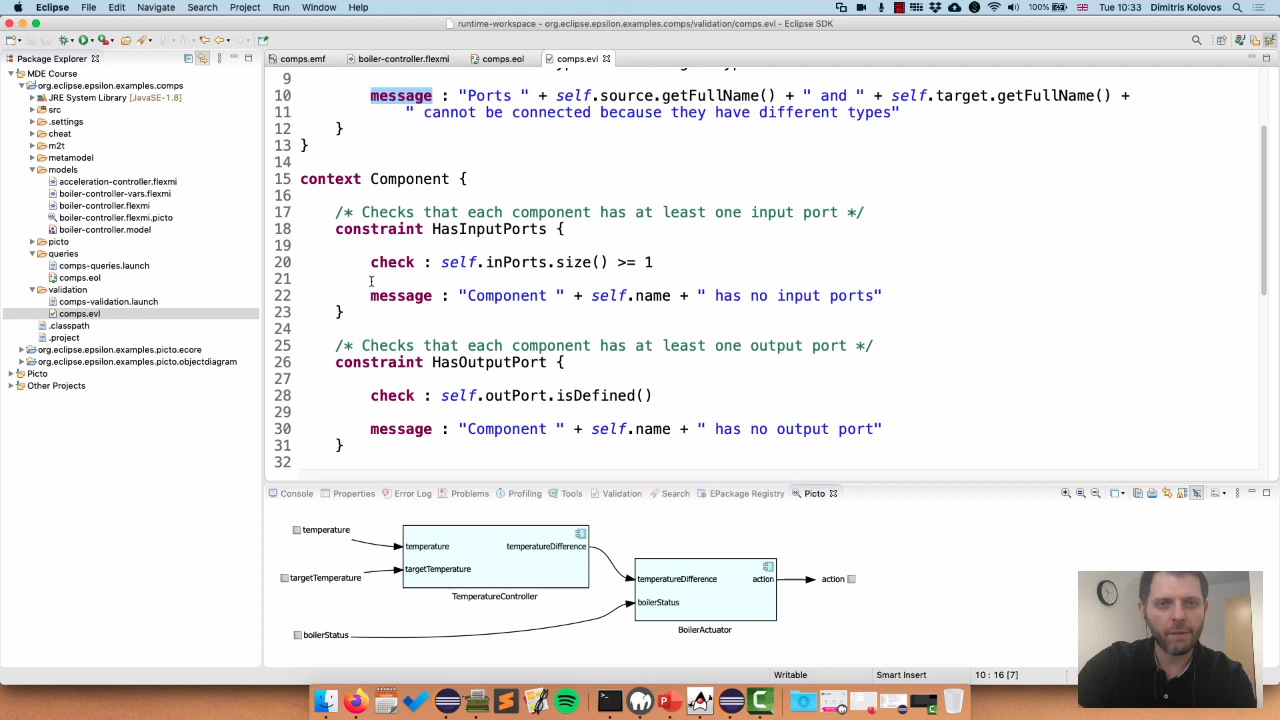 Eclipse File Edit Navigate Search Project Run Window Help
100% Tue 10:33 Dimitris Kolovos
runtime-workspace - org.eclipse.epsilon.examples.comps/validation/comps.evl - Eclipse SDK
Package Explorer
MDE Course
org.eclipse.epsilon.examples.comps
JRE System Library [JavaSE-1.8]
src
.settings
cheat
m2t
metamodel
models
acceleration-controller.flexmi
boiler-controller-vars.flexmi
boiler-controller.flexmi
boiler-controller.flexmi.picto
boiler-controller.model
picto
queries
comps-queries.launch
comps.eol
validation
comps-validation.launch
comps.evl
.classpath
.project
org.eclipse.epsilon.examples.picto.ecore
org.eclipse.epsilon.examples.picto.objectdiagram
Picto
Other Projects
comps.emf boiler-controller.flexmi comps.eol comps.evl
9
10 message : "Ports " + self.source.getFullName() + " and " + self.target.getFullName() +
11 " cannot be connected because they have different types"
12 }
13 }
14
15 context Component {
16
17 /* Checks that each component has at least one input port */
18 constraint HasInputPorts {
19
20 check : self.inPorts.size() >= 1
21
22 message : "Component " + self.name + " has no input ports"
23 }
24
25 /* Checks that each component has at least one output port */
26 constraint HasOutputPort {
27
28 check : self.outPort.isDefined()
29
30 message : "Component " + self.name + " has no output port"
31 }
32
Console Properties Error Log Problems Profiling Tools Validation Search EPackage Registry Picto
temperature
targetTemperature
boilerStatus
temperature temperatureDifference
targetTemperature
TemperatureController
temperatureDifference action
boilerStatus
BoilerActuator
action
Writable Smart Insert 10 : 16 [7]